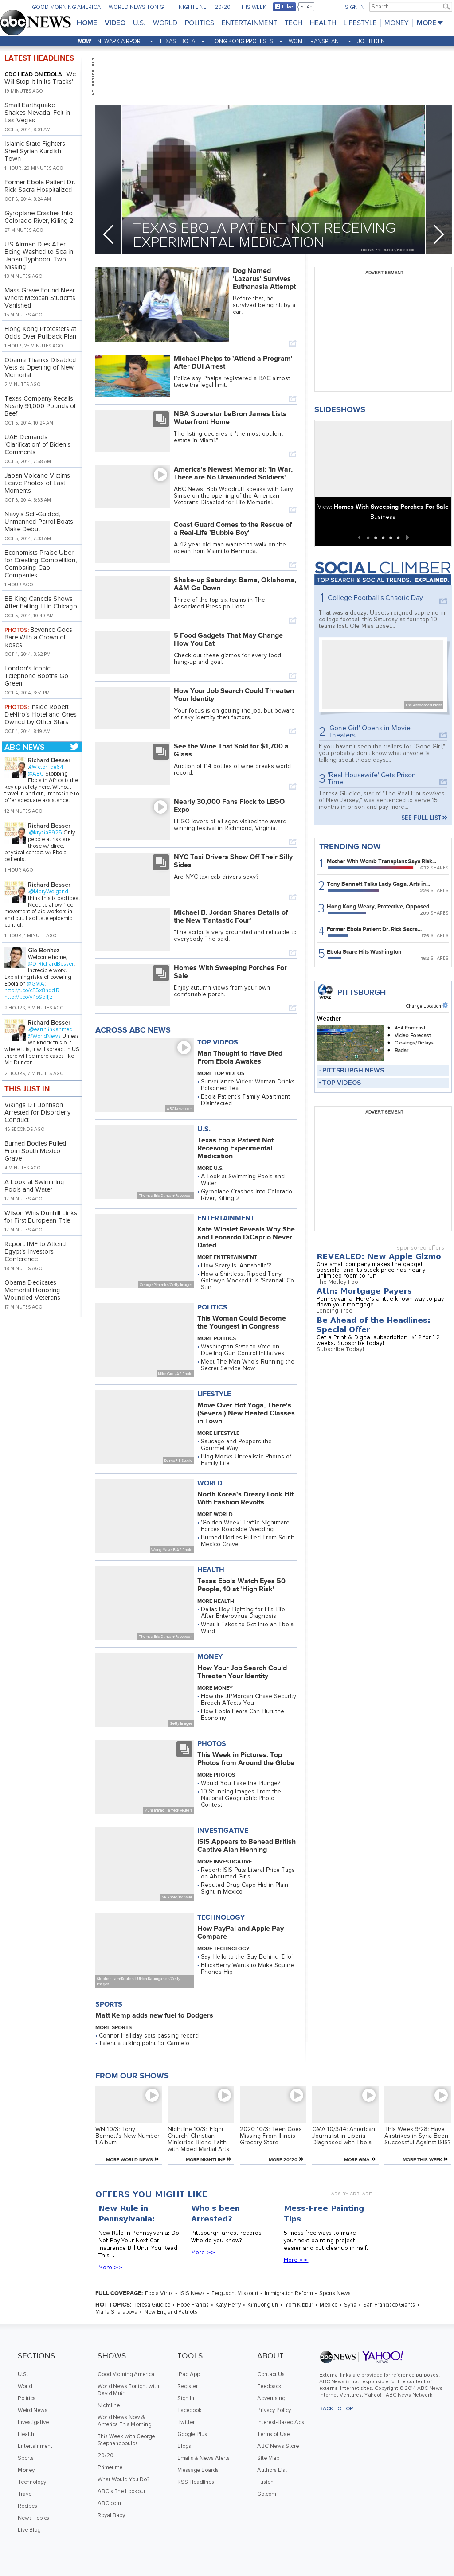 GOOD MORNING AMERICA WORLD NEWS TONIGHT NIGHTLINE 20/20 THIS WEEK Like 5.4m SIGN IN Search
abc NEWS HOME VIDEO U.S. WORLD POLITICS ENTERTAINMENT TECH HEALTH LIFESTYLE MONEY MORE
NOW NEWARK AIRPORT • TEXAS EBOLA • HONG KONG PROTESTS • WOMB TRANSPLANT • JOE BIDEN
LATEST HEADLINES
CDC HEAD ON EBOLA: 'We
Will Stop It In Its Tracks'
19 MINUTES AGO
Small Earthquake
Shakes Nevada, Felt in
Las Vegas
OCT 5, 2014, 8:01 AM
Islamic State Fighters
Shell Syrian Kurdish
Town
1 HOUR, 29 MINUTES AGO
Former Ebola Patient Dr.
Rick Sacra Hospitalized
OCT 5, 2014, 8:24 AM
Gyroplane Crashes Into
Colorado River, Killing 2
27 MINUTES AGO
US Airman Dies After
Being Washed to Sea in
Japan Typhoon, Two
Missing
13 MINUTES AGO
Mass Grave Found Near
Where Mexican Students
Vanished
15 MINUTES AGO
Hong Kong Protesters at
Odds Over Pullback Plan
1 HOUR, 25 MINUTES AGO
Obama Thanks Disabled
Vets at Opening of New
Memorial
2 MINUTES AGO
Texas Company Recalls
Nearly 91,000 Pounds of
Beef
OCT 5, 2014, 10:24 AM
UAE Demands
'Clarification' of Biden's
Comments
OCT 5, 2014, 7:58 AM
Japan Volcano Victims
Leave Photos of Last
Moments
OCT 5, 2014, 8:53 AM
Navy's Self-Guided,
Unmanned Patrol Boats
Make Debut
OCT 5, 2014, 7:33 AM
Economists Praise Uber
for Creating Competition,
Combating Cab
Companies
1 HOUR AGO
BB King Cancels Shows
After Falling Ill in Chicago
OCT 5, 2014, 10:40 AM
PHOTOS: Beyonce Goes
Bare With a Crown of
Roses
OCT 4, 2014, 3:52 PM
London's Iconic
Telephone Booths Go
Green
OCT 4, 2014, 3:51 PM
PHOTOS: Inside Robert
DeNiro's Hotel and Ones
Owned by Other Stars
OCT 4, 2014, 8:19 AM
ABC NEWS
Richard Besser
@ABC Stopping
Ebola in Africa is the
key up safety here. Without
travel in and out, impossible to
offer adequate assistance.
12 MINUTES AGO
Richard Besser
.@krysia3925 Only
people at risk are
those w/ direct
physical contact w/ Ebola
patients.
1 HOUR AGO
Richard Besser
.@MaryWeigand I
think this is a bad idea.
Need to allow free
movement of aid workers in
and out. Facilitate epidemic
control.
1 HOUR, 1 MINUTE AGO
Gio Benitez
Welcome home,
@DrRichardBesser.
Incredible work.
Explaining risks of covering
Ebola on @GMA:
2 HOURS, 3 MINUTES AGO
Richard Besser
@WorldNews Unless
we knock this out
where it is, it will spread. In US
there will be more cases like
Mr. Duncan.
2 HOURS, 7 MINUTES AGO
THIS JUST IN
Vikings DT Johnson
Arrested for Disorderly
Conduct
45 SECONDS AGO
Burned Bodies Pulled
From South Mexico
Grave
4 MINUTES AGO
A Look at Swimming
Pools and Water
17 MINUTES AGO
Wilson Wins Dunhill Links
for First European Title
17 MINUTES AGO
Report: IMF to Attend
Egypt's Investors
Conference
18 MINUTES AGO
Obama Dedicates
Memorial Honoring
Wounded Veterans
17 MINUTES AGO
ADVERTISEMENT
TEXAS EBOLA PATIENT NOT RECEIVING
EXPERIMENTAL MEDICATION
Thomas Eric Duncan/Facebook
Dog Named
'Lazarus' Survives
Euthanasia Attempt
Before that, he
survived being hit by a
car.
Michael Phelps to 'Attend a Program'
After DUI Arrest
Police say Phelps registered a BAC almost
twice the legal limit.
NBA Superstar LeBron James Lists
Waterfront Home
The listing declares it "the most opulent
estate in Miami."
America's Newest Memorial: 'In War,
There are No Unwounded Soldiers'
ABC News' Bob Woodruff speaks with Gary
Sinise on the opening of the American
Veterans Disabled for Life Memorial.
Coast Guard Comes to the Rescue of
a Real-Life 'Bubble Boy'
A 42-year-old man wanted to walk on the
ocean from Miami to Bermuda.
Shake-up Saturday: Bama, Oklahoma,
A&M Go Down
Three of the top six teams in The
Associated Press poll lost.
5 Food Gadgets That May Change
How You Eat
Check out these gizmos for every food
hang-up and goal.
How Your Job Search Could Threaten
Your Identity
Your focus is on getting the job, but beware
of risky identity theft factors.
See the Wine That Sold for $1,700 a
Glass
Auction of 114 bottles of wine breaks world
record.
Nearly 30,000 Fans Flock to LEGO
Expo
LEGO lovers of all ages visited the award-
winning festival in Richmond, Virginia.
NYC Taxi Drivers Show Off Their Silly
Sides
Are NYC taxi cab drivers sexy?
Michael B. Jordan Shares Details of
the New 'Fantastic Four'
"The script is very grounded and relatable to
everybody," he said.
Homes With Sweeping Porches For
Sale
Enjoy autumn views from your own
comfortable porch.
ACROSS ABC NEWS
ABCNews.com
TOP VIDEOS
Man Thought to Have Died
From Ebola Awakes
MORE TOP VIDEOS
• Surveillance Video: Woman Drinks
Poisoned Tea
• Ebola Patient's Family Apartment
Disinfected
Thomas Eric Duncan/Facebook
U.S.
Texas Ebola Patient Not
Receiving Experimental
Medication
MORE U.S.
• A Look at Swimming Pools and
Water
• Gyroplane Crashes Into Colorado
River, Killing 2
George Pimentel/Getty Images
ENTERTAINMENT
Kate Winslet Reveals Why She
and Leonardo DiCaprio Never
Dated
MORE ENTERTAINMENT
• How Scary Is 'Annabelle'?
• How a Shirtless, Ripped Tony
Goldwyn Mocked His 'Scandal' Co-
Star
POLITICS
This Woman Could Become
the Youngest in Congress
MORE POLITICS
• Washington State to Vote on
Dueling Gun Control Initiatives
• Meet The Man Who's Running the
Secret Service Now
LIFESTYLE
Move Over Hot Yoga, There's
(Several) New Heated Classes
in Town
MORE LIFESTYLE
• Sausage and Peppers the
Gourmet Way
• Blog Mocks Unrealistic Photos of
Family Life
Wong Maye-E/AP Photo
WORLD
North Korea's Dreary Look Hit
With Fashion Revolts
MORE WORLD
• 'Golden Week' Traffic Nightmare
Forces Roadside Wedding
• Burned Bodies Pulled From South
Mexico Grave
Thomas Eric Duncan/Facebook
HEALTH
Texas Ebola Watch Eyes 50
People, 10 at 'High Risk'
MORE HEALTH
• Dallas Boy Fighting for His Life
After Enterovirus Diagnosis
• What It Takes to Get Into an Ebola
Ward
Getty Images
MONEY
How Your Job Search Could
Threaten Your Identity
MORE MONEY
• How the JPMorgan Chase Security
Breach Affects You
• How Ebola Fears Can Hurt the
Economy
PHOTOS
This Week in Pictures: Top
Photos from Around the Globe
MORE PHOTOS
• Would You Take the Plunge?
• 10 Stunning Images From the
National Geographic Photo
Contest
INVESTIGATIVE
ISIS Appears to Behead British
Captive Alan Henning
MORE INVESTIGATIVE
• Report: ISIS Puts Literal Price Tags
on Abducted Girls
• Reputed Drug Capo Hid in Plain
Sight in Mexico
TECHNOLOGY
How PayPal and Apple Pay
Compare
MORE TECHNOLOGY
• Say Hello to the Guy Behind 'Ello'
• BlackBerry Wants to Make Square
Phones Hip
SPORTS
Matt Kemp adds new fuel to Dodgers
MORE SPORTS
• Connor Halliday sets passing record
• Talent a talking point for Carmelo
ADVERTISEMENT
SLIDESHOWS
View: Homes With Sweeping Porches For Sale
Business
SOCIAL CLIMBER
TOP SEARCH & SOCIAL TRENDS. EXPLAINED.
1 College Football's Chaotic Day
That was a doozy. Upsets reigned supreme in
college football this Saturday as four top 10
teams lost. Ole Miss upset...
The Associated Press
2 'Gone Girl' Opens in Movie
Theaters
If you haven't seen the trailers for "Gone Girl,"
you probably don't know anyone is
talking about these days....
3 'Real Housewife' Gets Prison
Time
Teresa Giudice, star of "The Real Housewives
of New Jersey," was sentenced to serve 15
months in prison and may more...
SEE FULL LIST
TRENDING NOW
1 Mother With Womb Transplant Says Risk...
632 SHARES
2 Tony Bennett Talks Lady Gaga, Arts in...
226 SHARES
3 Hong Kong Weary, Protective, Opposed...
209 SHARES
4 Former Ebola Patient Dr. Rick Sacra...
176 SHARES
5 Ebola Scare Hits Washington
162 SHARES
WTAE PITTSBURGH
Change Location
Weather
4+4 Forecast
Video Forecast
Closings/Delays
Radar
PITTSBURGH NEWS
TOP VIDEOS
ADVERTISEMENT
sponsored offers
REVEALED: New Apple Gizmo
One small company makes the gadget
possible, and its stock price has nearly
unlimited room to run.
The Motley Fool
Attn: Mortgage Payers
Pennsylvania: Here's a little known way to pay
down your mortgage.....
Lending Tree
Be Ahead of the Headlines:
Special Offer
Get a Print & Digital subscription. $12 for 12
weeks. Subscribe today!
Subscribe Today!
FROM OUR SHOWS
WN 10/3: Tony
Bennett's New Number
1 Album
MORE WORLD NEWS
Nightline 10/3: 'Fight
Church' Christian
Ministries Blend Faith
with Mixed Martial Arts
MORE NIGHTLINE
2020 10/3: Teen Goes
Missing From Illinois
Grocery Store
MORE 20/20
GMA 10/3/14: American
Journalist in Liberia
Diagnosed with Ebola
MORE GMA
This Week 9/28: Have
Airstrikes in Syria Been
Successful Against ISIS?
MORE THIS WEEK
OFFERS YOU MIGHT LIKE
ADS BY ADBLADE
New Rule in
Pennsylvania:
New Rule in Pennsylvania: Do
Not Pay Your Next Car
Insurance Bill Until You Read
This...
More >>
Who's been
Arrested?
Pittsburgh arrest records.
Who do you know?
More >>
Mess-Free Painting
Tips
5 mess-free ways to make
your next painting project
easier and cut cleanup in half.
More >>
FULL COVERAGE: Ebola Virus • ISIS News • Ferguson, Missouri • Immigration Reform • Sports News
HOT TOPICS: Teresa Giudice • Pope Francis • Katy Perry • Kim Jong-un • Yom Kippur • Mexico • Syria • San Francisco Giants •
Maria Sharapova • New England Patriots
SECTIONS
U.S.
World
Politics
Weird News
Investigative
Health
Entertainment
Sports
Money
Technology
Travel
Recipes
News Topics
Live Blog
SHOWS
Good Morning America
World News Tonight with
David Muir
Nightline
World News Now &
America This Morning
This Week with George
Stephanopoulos
20/20
Primetime
What Would You Do?
ABC's The Lookout
ABC.com
Royal Baby
TOOLS
iPad App
Register
Sign In
Facebook
Twitter
Google Plus
Blogs
Emails & News Alerts
Message Boards
RSS Headlines
ABOUT
Contact Us
Feedback
Advertising
Privacy Policy
Interest-Based Ads
Terms of Use
ABC News Store
Site Map
Authors List
Fusion
Go.com
abc NEWS YAHOO! NEWS
External links are provided for reference purposes.
ABC News is not responsible for the content of
external Internet sites. Copyright © 2014 ABC News
Internet Ventures. Yahoo! - ABC News Network
BACK TO TOP